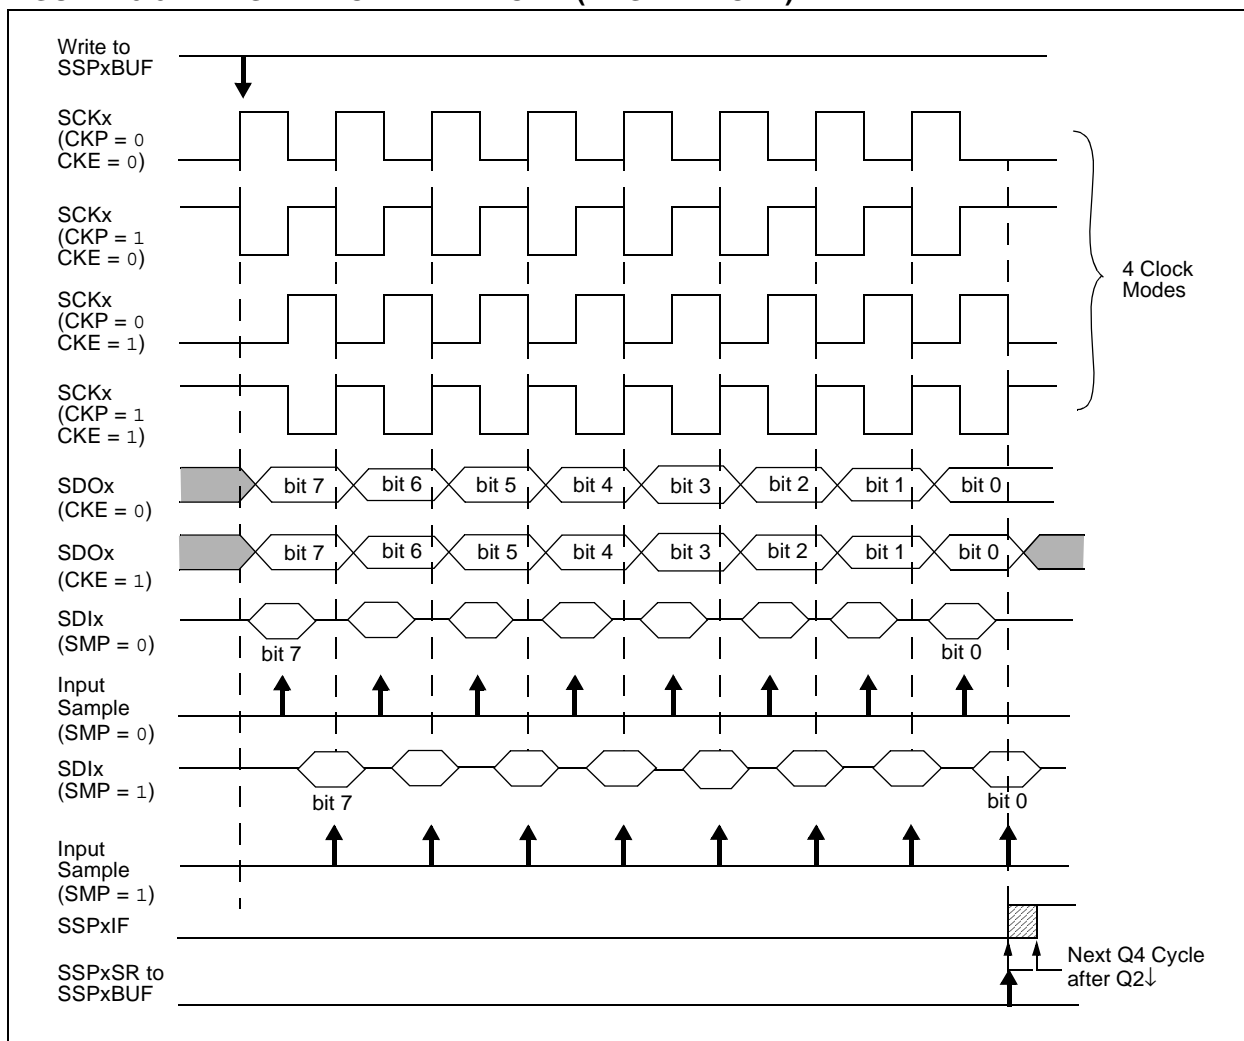 Write to
SSPxBUF
SCKx
(CKP = 0
CKE = 0)
SCKx
(CKP = 1
CKE = 0)
SCKx
(CKP = 0
CKE = 1)
SCKx
(CKP = 1
CKE = 1)
4 Clock
Modes
SDOx
(CKE = 0)
bit 7 bit 6 bit 5 bit 4 bit 3 bit 2 bit 1 bit 0
SDOx
(CKE = 1)
bit 7 bit 6 bit 5 bit 4 bit 3 bit 2 bit 1 bit 0
SDIx
(SMP = 0)
bit 7 bit 0
Input
Sample
(SMP = 0)
SDIx
(SMP = 1)
bit 7 bit 0
Input
Sample
(SMP = 1)
SSPxIF
SSPxSR to
SSPxBUF
Next Q4 Cycle
after Q2↓